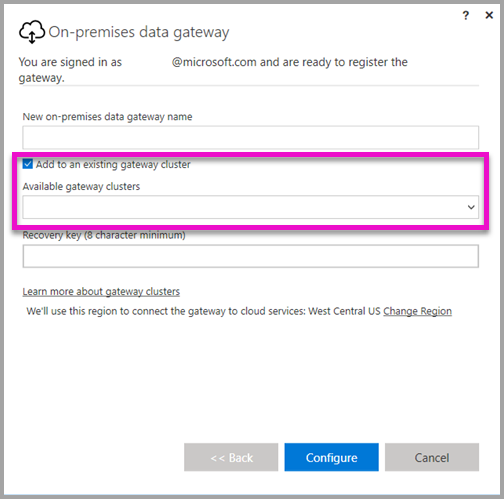 ? ×
On-premises data gateway
You are signed in as @microsoft.com and are ready to register the
gateway.
New on-premises data gateway name
Add to an existing gateway cluster
Available gateway clusters
Recovery key (8 character minimum)
Learn more about gateway clusters
We'll use this region to connect the gateway to cloud services: West Central US Change Region
<< Back Configure Cancel